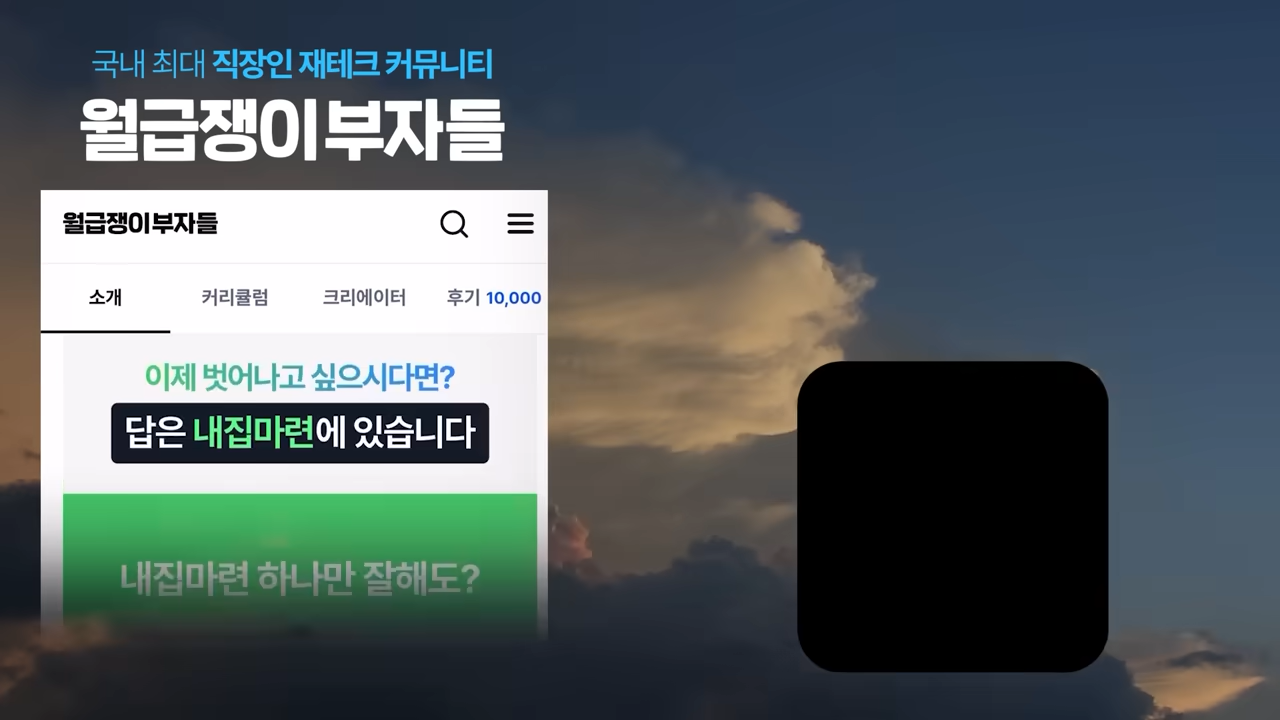 국내 최대 직장인 재테크 커뮤니티
월급쟁이부자들
월급쟁이부자들
소개 커리큘럼 크리에이터 후기 10,000
이제 벗어나고 싶으시다면?
답은 내집마련에 있습니다
내집마련 하나만 잘해도?